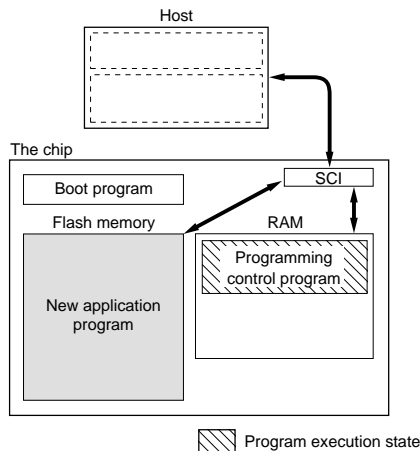 Host
The chip
Boot program
SCI
Flash memory
RAM
Programming
control program
New application
program
Program execution state